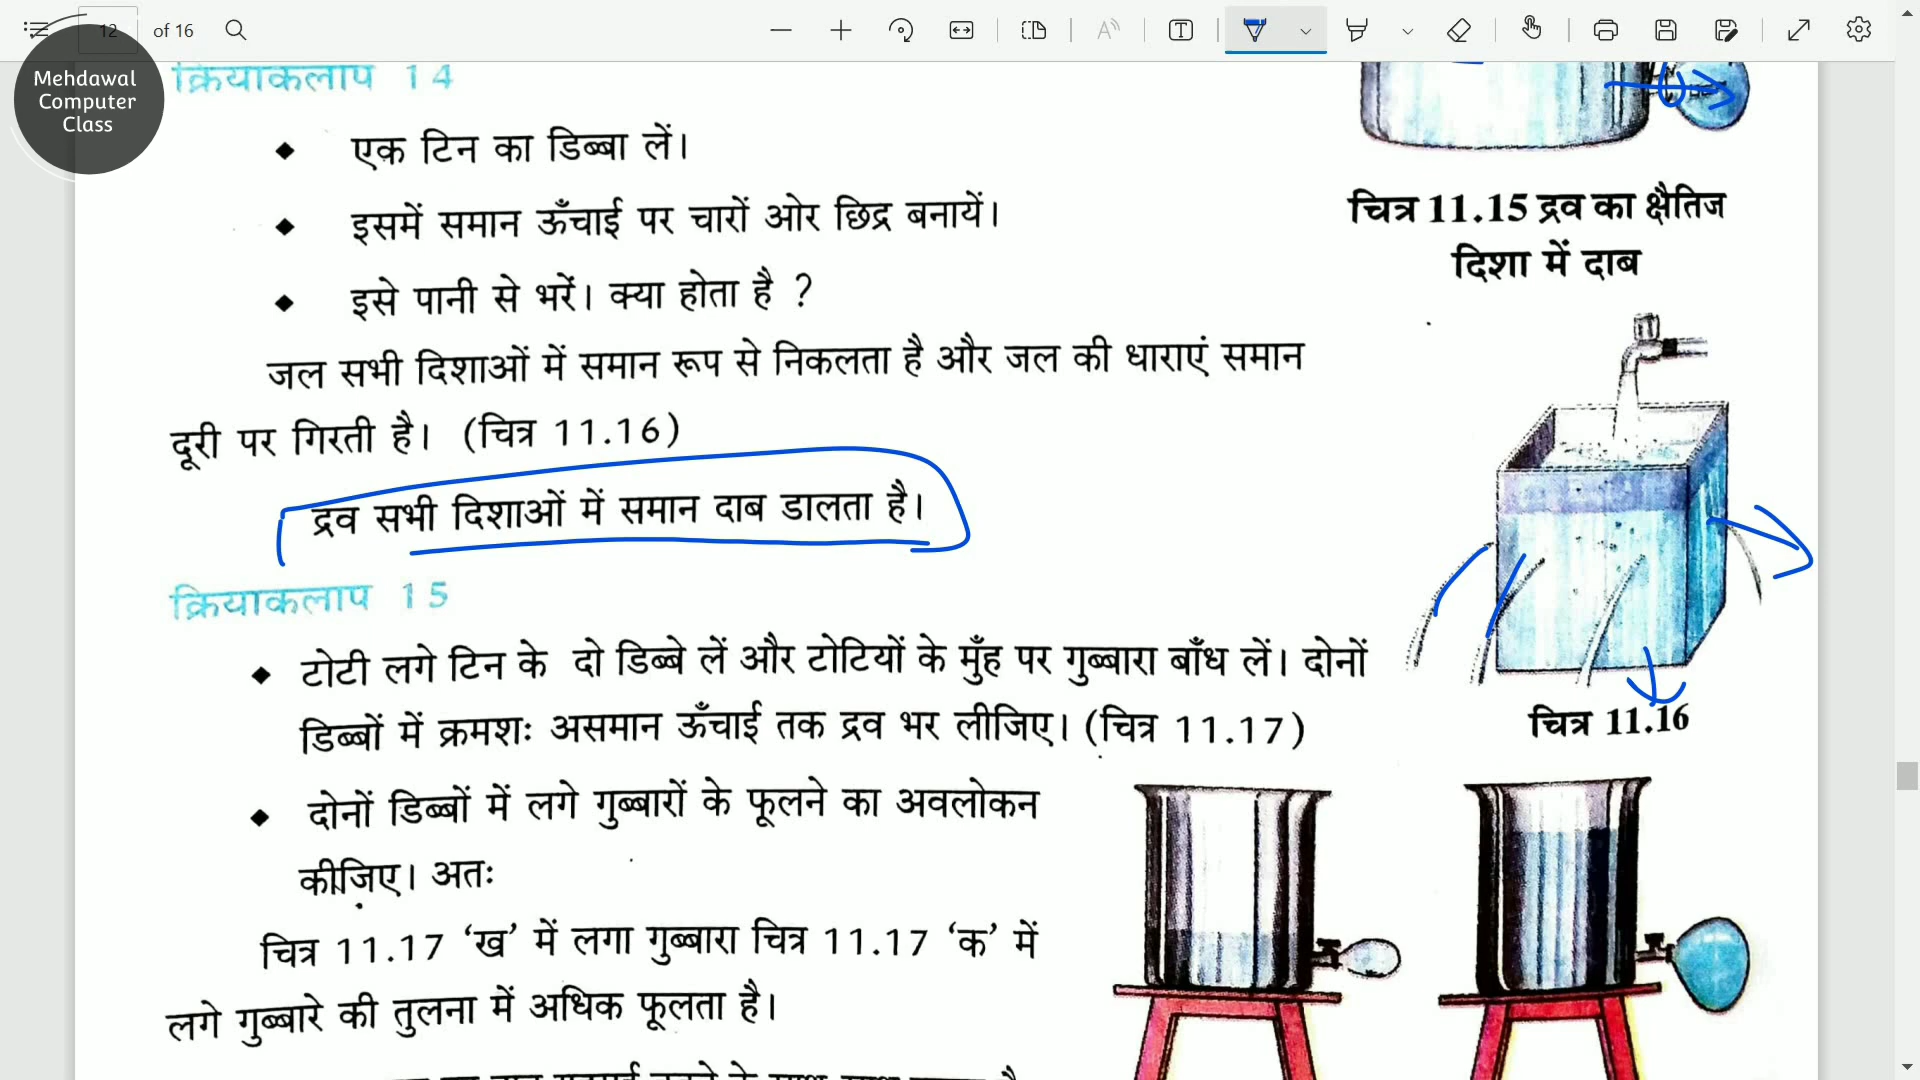 12 of 16
Mehdawal
Computer
Class
क्रियाकलाप 14
एक टिन का डिब्बा लें।
इसमें समान ऊँचाई पर चारों ओर छिद्र बनायें।
इसे पानी से भरें। क्या होता है ?
जल सभी दिशाओं में समान रूप से निकलता है और जल की धाराएं समान
दूरी पर गिरती है। (चित्र 11.16)
द्रव सभी दिशाओं में समान दाब डालता है।
चित्र 11.15 द्रव का क्षैतिज
दिशा में दाब
चित्र 11.16
क्रियाकलाप 15
टोटी लगे टिन के दो डिब्बे लें और टोटियों के मुँह पर गुब्बारा बाँध लें। दोनों
डिब्बों में क्रमशः असमान ऊँचाई तक द्रव भर लीजिए। (चित्र 11.17)
दोनों डिब्बों में लगे गुब्बारों के फूलने का अवलोकन
कीजिए। अतः
चित्र 11.17 ‘ख’ में लगा गुब्बारा चित्र 11.17 ‘क’ में
लगे गुब्बारे की तुलना में अधिक फूलता है।